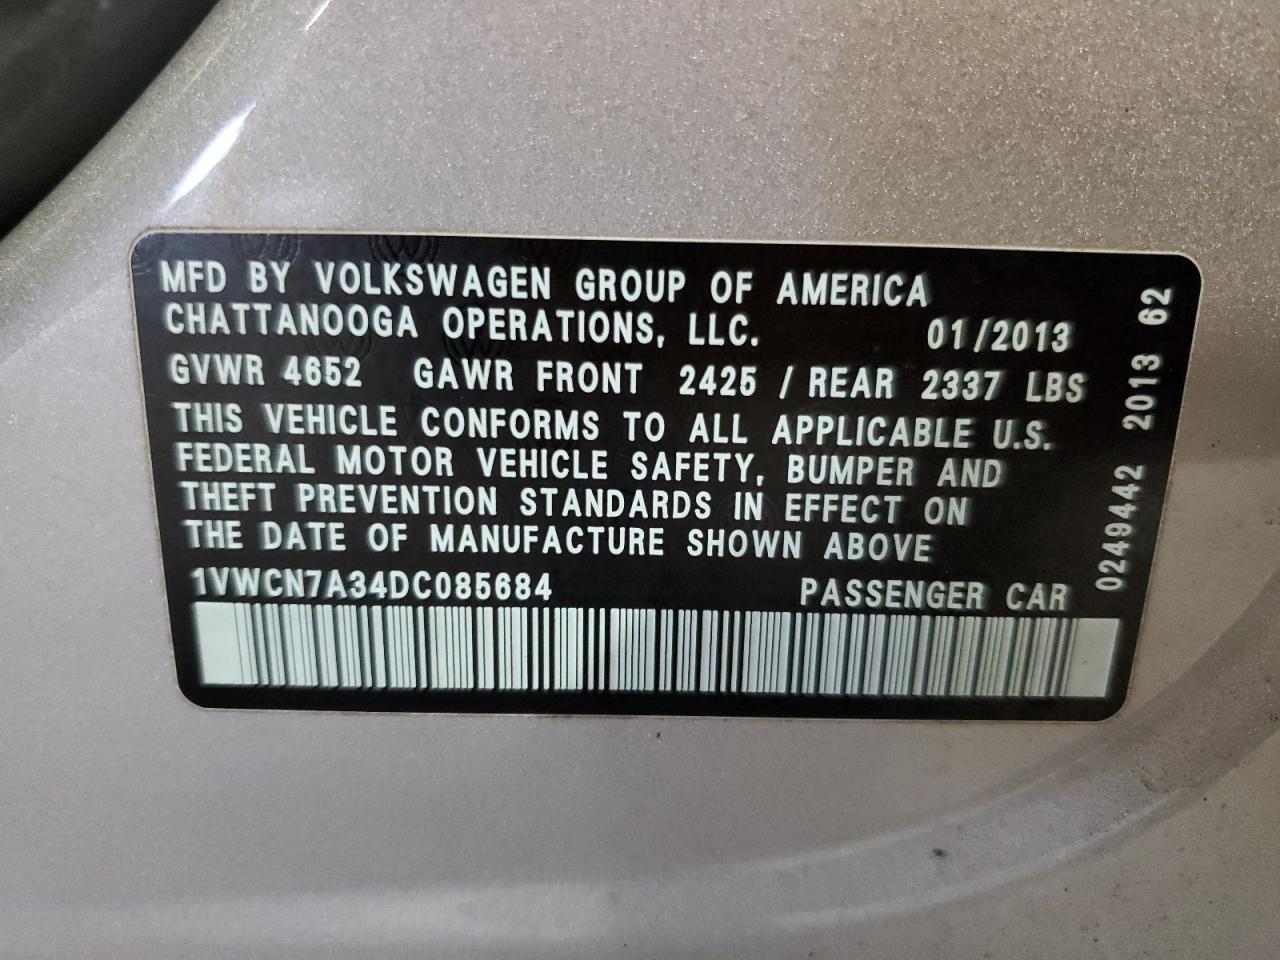 MFD BY VOLKSWAGEN GROUP OF AMERICA
CHATTANOOGA OPERATIONS, LLC. 01/2013
GVWR 4652 GAWR FRONT 2425 / REAR 2337 LBS
THIS VEHICLE CONFORMS TO ALL APPLICABLE U.S.
FEDERAL MOTOR VEHICLE SAFETY, BUMPER AND
THEFT PREVENTION STANDARDS IN EFFECT ON
THE DATE OF MANUFACTURE SHOWN ABOVE
1VWCN7A34DC085684 PASSENGER CAR
0249442 2013 62